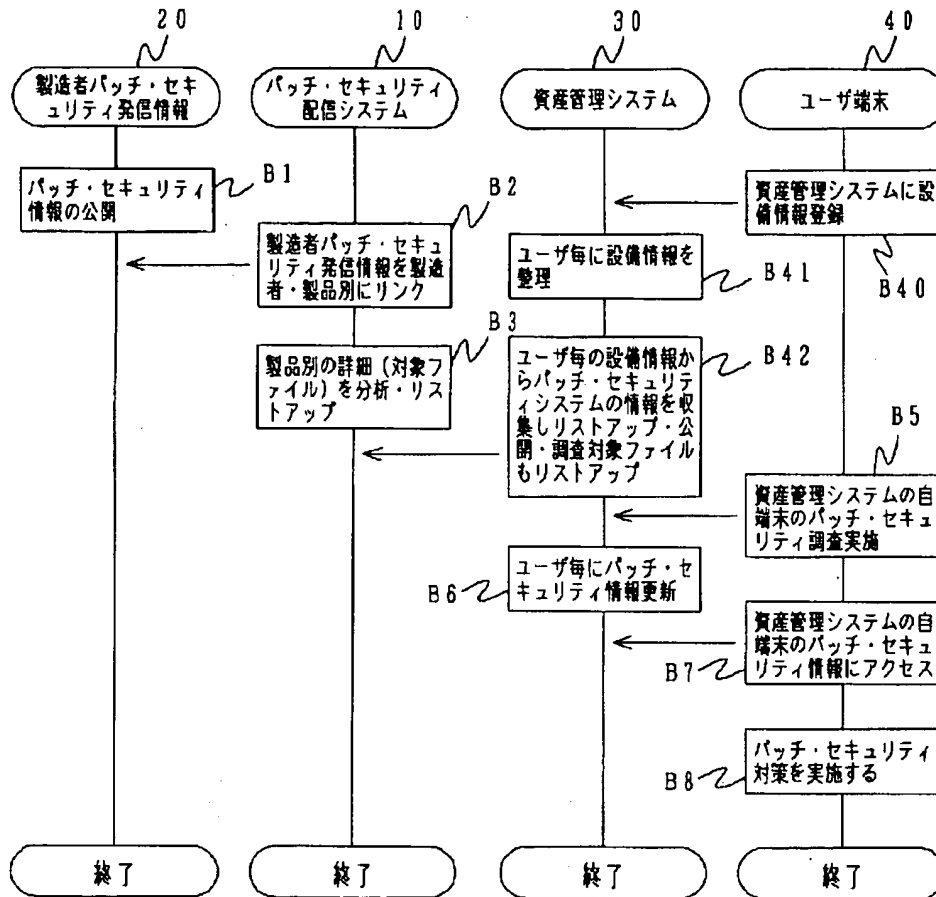 20
10
30
40
製造者パッチ・セキ
ュリティ発信情報
パッチ・セキュリティ
配信システム
資産管理システム
ユーザ端末
B1
パッチ・セキュリティ
情報の公開
B2
製造者パッチ・セキュ
リティ発信情報を製造
者・製品別にリンク
資産管理システムに設
備情報登録
B40
ユーザ毎に設備情報を
整理
B41
B3
製品別の詳細(対象フ
ァイル)を分析・リス
トアップ
B42
ユーザ毎の設備情報か
らパッチ・セキュリテ
ィシステムの情報を収
集しリストアップ・公
開・調査対象ファイル
もリストアップ
B5
資産管理システムの自
端末のパッチ・セキュ
リティ調査実施
B6
ユーザ毎にパッチ・セ
キュリティ情報更新
資産管理システムの自
端末のパッチ・セキュ
リティ情報にアクセス
B7
パッチ・セキュリティ
対策を実施する
B8
終了
終了
終了
終了